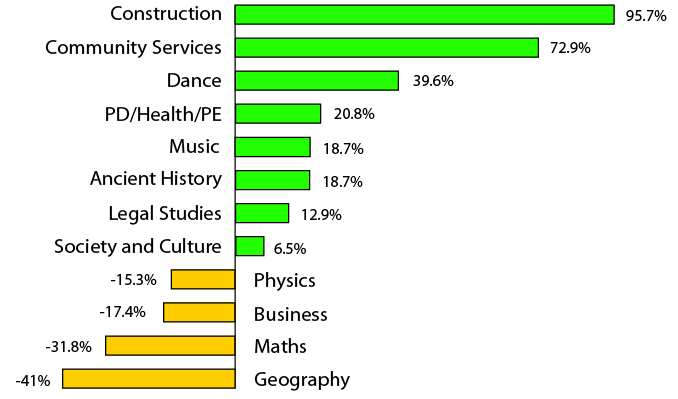 Construction 95.7%
Community Services 72.9%
Dance 39.6%
PD/Health/PE 20.8%
Music 18.7%
Ancient History 18.7%
Legal Studies 12.9%
Society and Culture 6.5%
-15.3% Physics
-17.4% Business
-31.8% Maths
-41% Geography